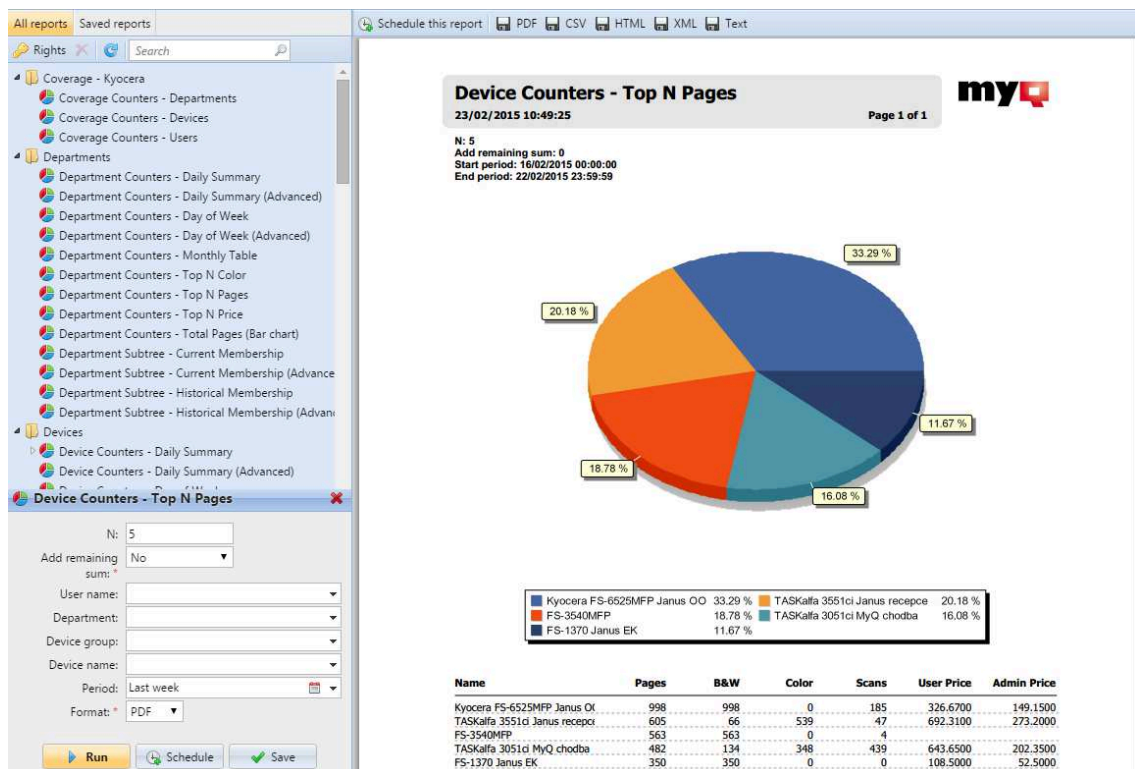 All reports Saved reports
Rights Search
Coverage - Kyocera
Coverage Counters - Departments
Coverage Counters - Devices
Coverage Counters - Users
Departments
Department Counters - Daily Summary
Department Counters - Daily Summary (Advanced)
Department Counters - Day of Week
Department Counters - Day of Week (Advanced)
Department Counters - Monthly Table
Department Counters - Top N Color
Department Counters - Top N Pages
Department Counters - Top N Price
Department Counters - Total Pages (Bar chart)
Department Subtree - Current Membership
Department Subtree - Current Membership (Advance
Department Subtree - Historical Membership
Department Subtree - Historical Membership (Advan
Devices
Device Counters - Daily Summary
Device Counters - Daily Summary (Advanced)
Device Counters - Top N Pages
N: 5
Add remaining sum: * No
User name:
Department:
Device group:
Device name:
Period: Last week
Format: * PDF
Run Schedule Save
Schedule this report PDF CSV HTML XML Text
Device Counters - Top N Pages
23/02/2015 10:49:25 Page 1 of 1
myQ
N: 5
Add remaining sum: 0
Start period: 16/02/2015 00:00:00
End period: 22/02/2015 23:59:59
33.29 %
20.18 %
11.67 %
18.78 %
16.08 %
Kyocera FS-6525MFP Janus OO 33.29 % TASKalfa 3551ci Janus recepce 20.18 %
FS-3540MFP 18.78 % TASKalfa 3051ci MyQ chodba 16.08 %
FS-1370 Janus EK 11.67 %
Name Pages B&W Color Scans User Price Admin Price
Kyocera FS-6525MFP Janus OO 998 998 0 185 326.6700 149.1500
TASKalfa 3551ci Janus recepce 605 66 539 47 692.3100 273.2000
FS-3540MFP 563 563 0 4
TASKalfa 3051ci MyQ chodba 482 134 348 439 643.6500 202.3500
FS-1370 Janus EK 350 350 0 0 108.5000 52.5000